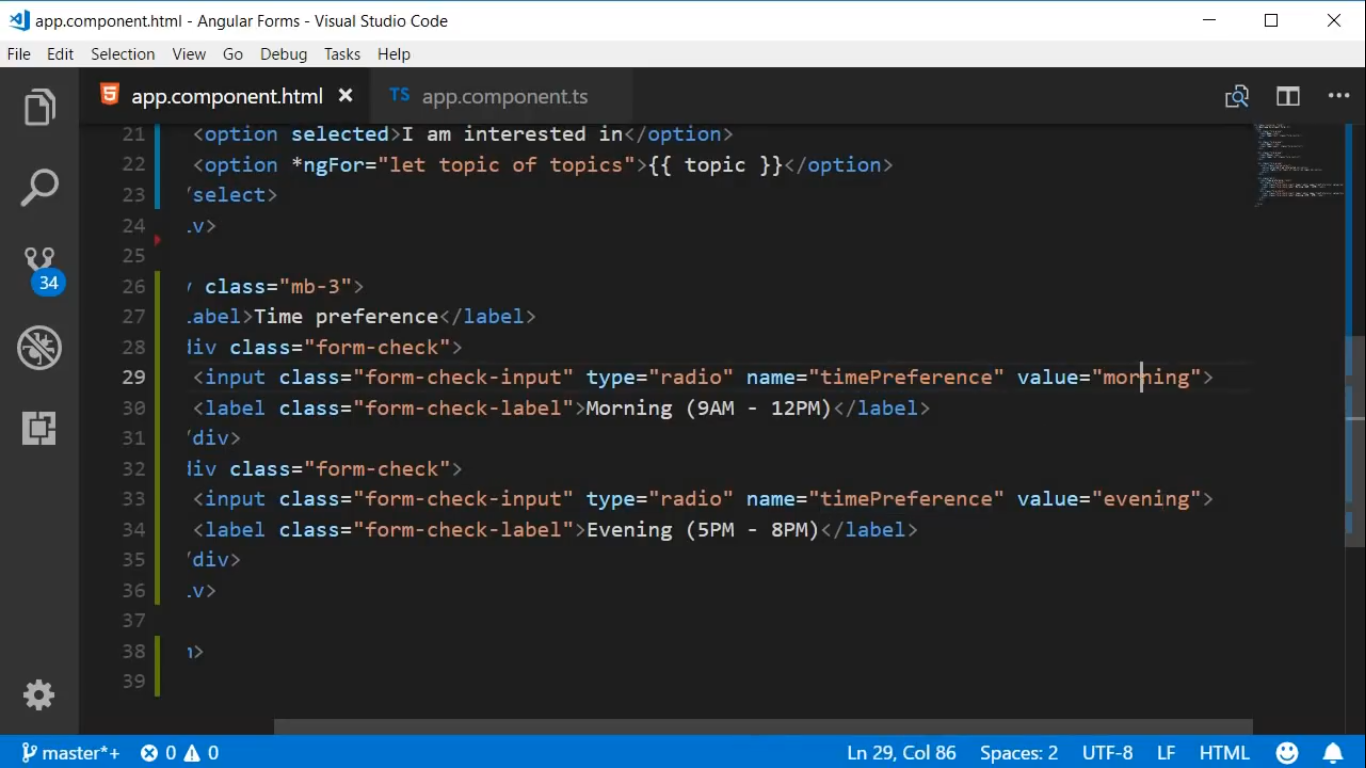 app.component.html - Angular Forms - Visual Studio Code
File Edit Selection View Go Debug Tasks Help
app.component.html TS app.component.ts
21 <option selected>I am interested in</option>
22 <option *ngFor="let topic of topics">{{ topic }}</option>
23 select>
24 .v>
25
26 class="mb-3">
27 abel>Time preference</label>
28 iv class="form-check">
29 <input class="form-check-input" type="radio" name="timePreference" value="morning">
30 <label class="form-check-label">Morning (9AM - 12PM)</label>
31 div>
32 iv class="form-check">
33 <input class="form-check-input" type="radio" name="timePreference" value="evening">
34 <label class="form-check-label">Evening (5PM - 8PM)</label>
35 div>
36 .v>
37
38 >
39
34
master*+ 0 0 Ln 29, Col 86 Spaces: 2 UTF-8 LF HTML